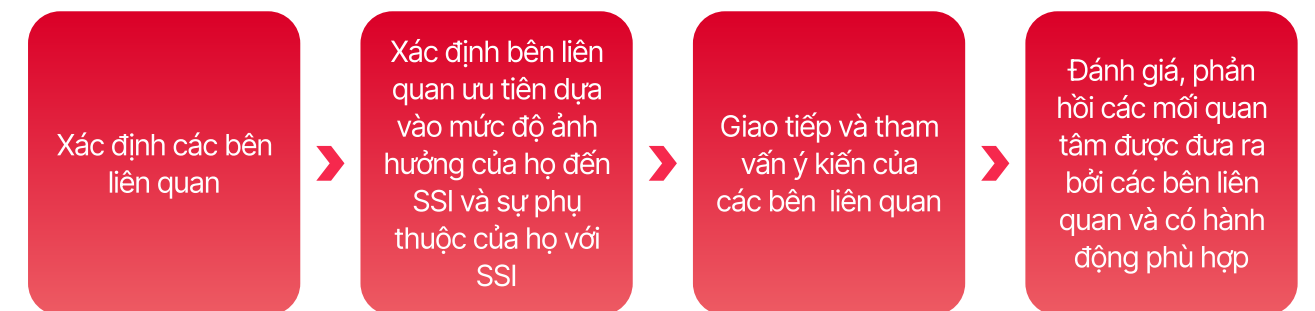 Xác định các bên
liên quan
Xác định bên liên
quan ưu tiên dựa
vào mức độ ảnh
hưởng của họ đến
SSI và sự phụ
thuộc của họ với
SSI
Giao tiếp và tham
vấn ý kiến của
các bên liên quan
Đánh giá, phản
hồi các mối quan
tâm được đưa ra
bởi các bên liên
quan và có hành
động phù hợp